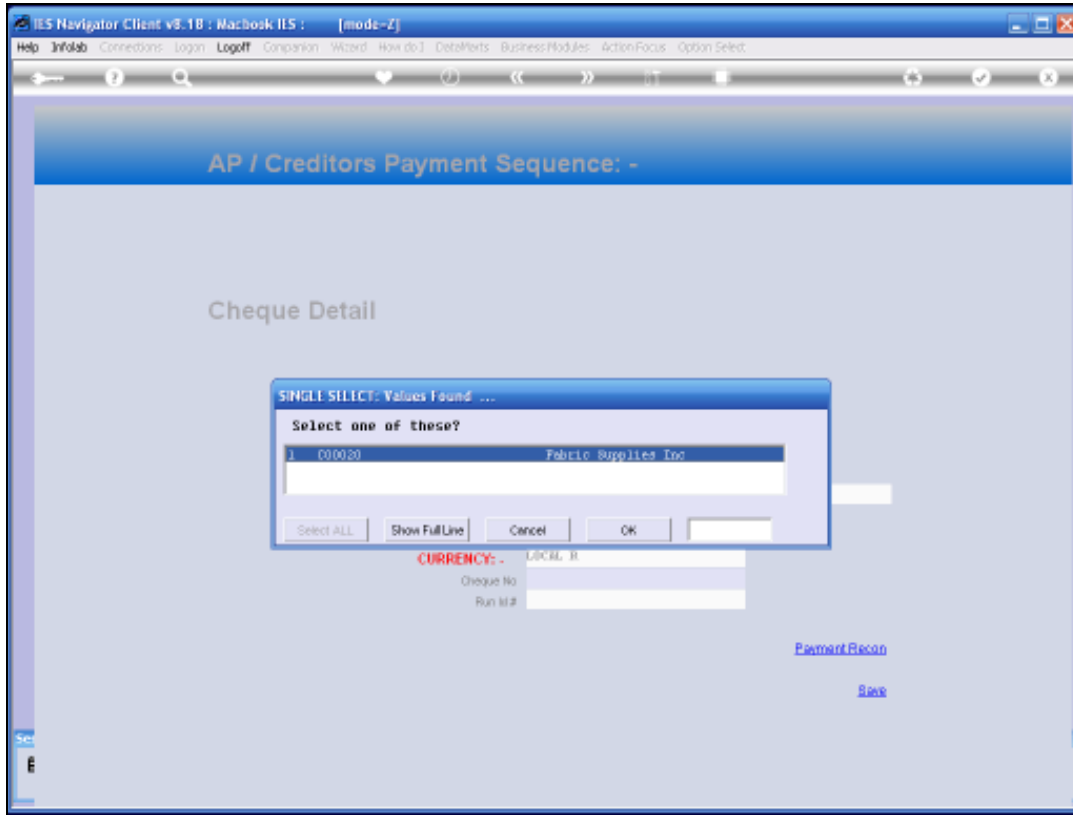 IES Navigator Client v8.18 : Macbook IES : [mode=Z]
Help Infolab Connections Logon Logoff Companion Wizard How do I DataAlerts Business Modules Action Focus Option Select
AP / Creditors Payment Sequence: -
Cheque Detail
SINGLE SELECT: Values Found ...
Select one of these?
1 C00020 Fabric Supplies Inc
Select ALL Show Full Line Cancel OK
CURRENCY: - LOCAL R
Cheque No
Run Id #
Payment Recon
Save